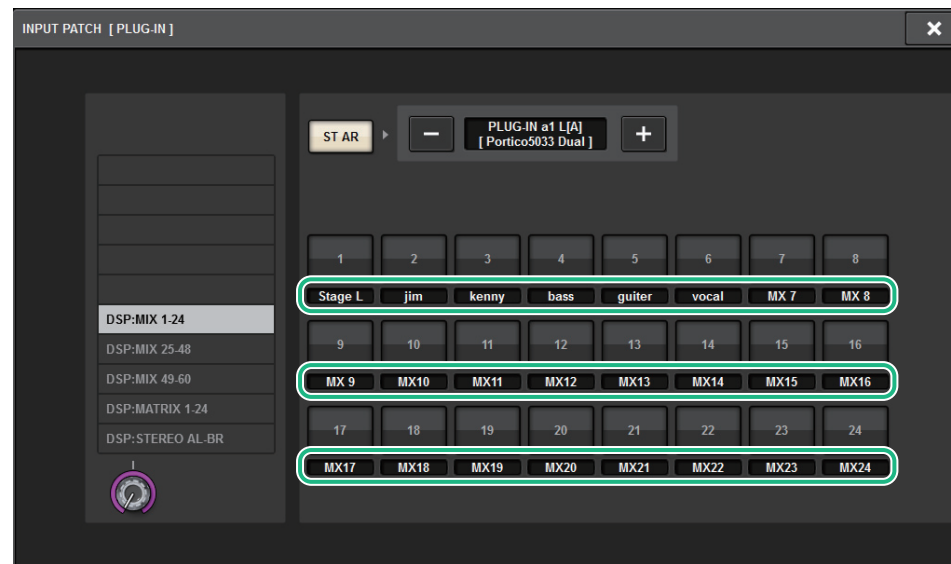 INPUT PATCH [ PLUG-IN ]
ST AR
PLUG-IN a1 L[A]
[ Portico5033 Dual ]
1 2 3 4 5 6 7 8
Stage L jim kenny bass guiter vocal MX 7 MX 8
DSP:MIX 1-24
DSP:MIX 25-48
DSP:MIX 49-60
DSP:MATRIX 1-24
DSP:STEREO AL-BR
9 10 11 12 13 14 15 16
MX 9 MX10 MX11 MX12 MX13 MX14 MX15 MX16
17 18 19 20 21 22 23 24
MX17 MX18 MX19 MX20 MX21 MX22 MX23 MX24